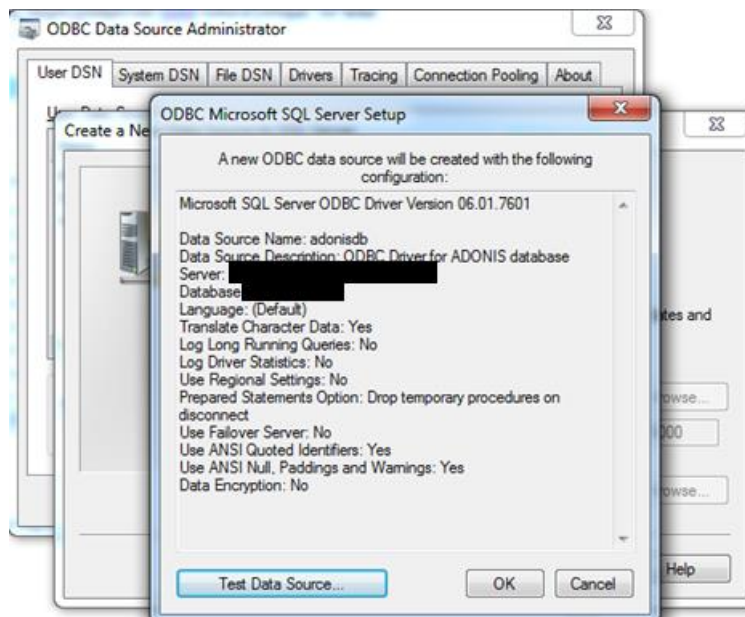 ODBC Data Source Administrator
User DSN System DSN File DSN Drivers Tracing Connection Pooling About
ODBC Microsoft SQL Server Setup
Create a Ne
A new ODBC data source will be created with the following
configuration:
Microsoft SQL Server ODBC Driver Version 06.01.7601
Data Source Name: adonisdb
Data Source Description: ODBC Driver for ADONIS database
Server:
Database
Language: (Default)
Translate Character Data: Yes
Log Long Running Queries: No
Log Driver Statistics: No
Use Regional Settings: No
Prepared Statements Option: Drop temporary procedures on
disconnect
Use Failover Server: No
Use ANSI Quoted Identifiers: Yes
Use ANSI Null, Paddings and Warnings: Yes
Data Encryption: No
and
Test Data Source...
OK
Cancel
Help